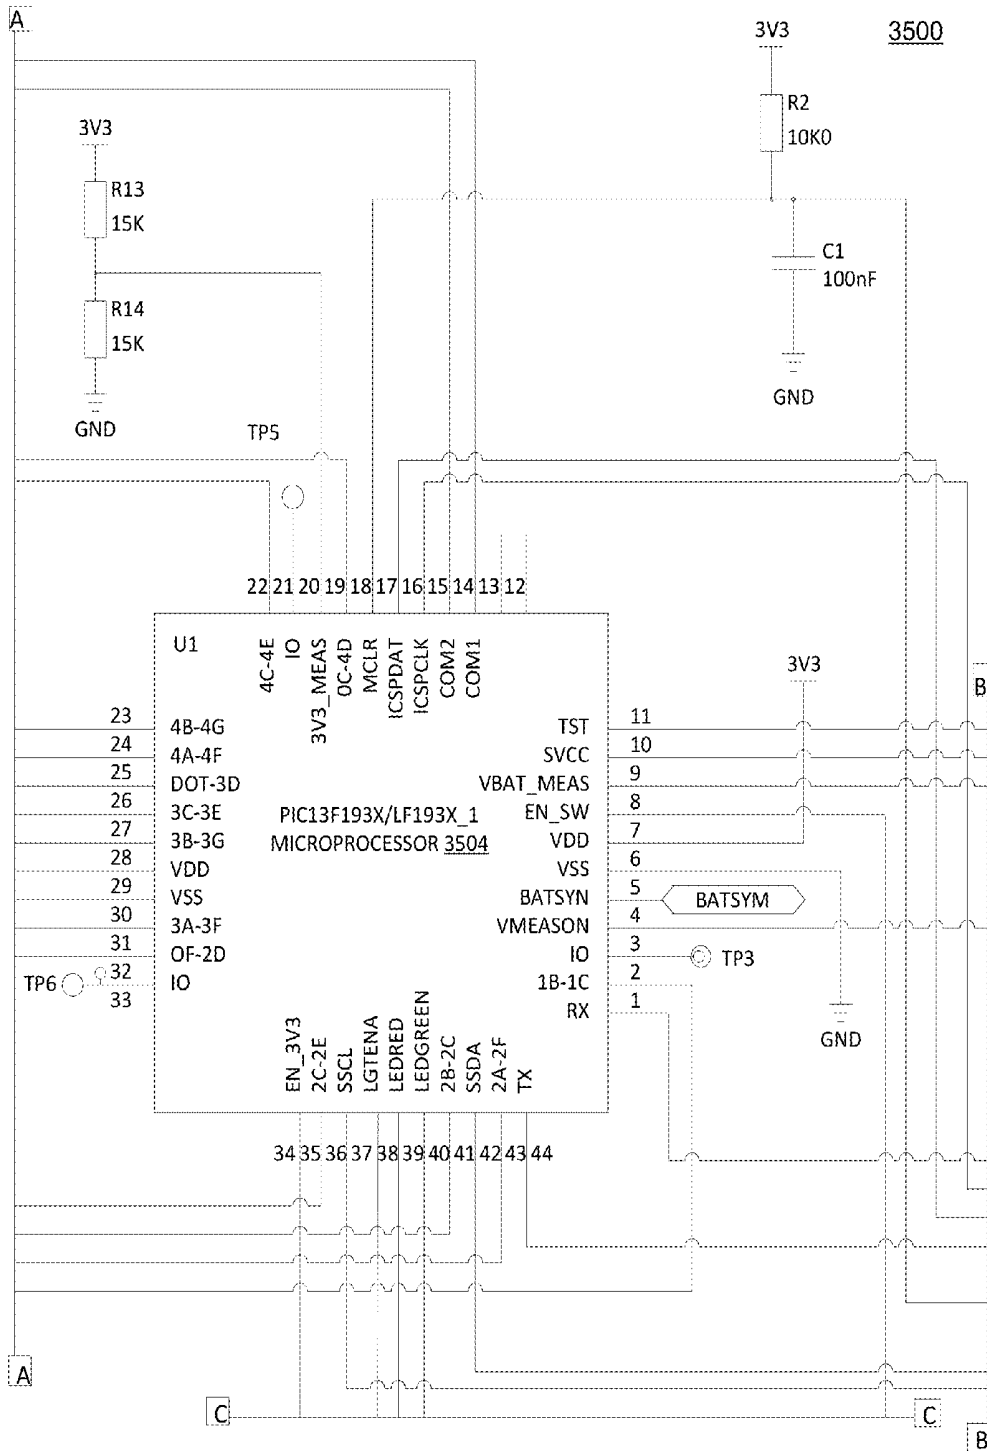 A
3500
3V3
R2
10K0
3V3
R13
15K
R14
15K
GND
C1
100nF
GND
TP5
22 21 20 19 18 17 16 15 14 13 12
U1
4C-4E
IO
3V3_MEAS
0C-4D
MCLR
ICSPDAT
ICSPCLK
COM2
COM1
3V3
B
23 4B-4G
24 4A-4F
25 DOT-3D
26 3C-3E
27 3B-3G
28 VDD
29 VSS
30 3A-3F
31 OF-2D
TP6 32 IO
33
PIC13F193X/LF193X_1
MICROPROCESSOR 3504
TST 11
SVCC 10
VBAT_MEAS 9
EN_SW 8
VDD 7
VSS 6
BATSYN 5 BATSYM
VMEASON 4
IO 3 TP3
1B-1C 2
RX 1
GND
EN_3V3
2C-2E
SSCL
LGTENA
LEDRED
LEDGREEN
2B-2C
SSDA
2A-2F
TX
34 35 36 37 38 39 40 41 42 43 44
A
C
C
B